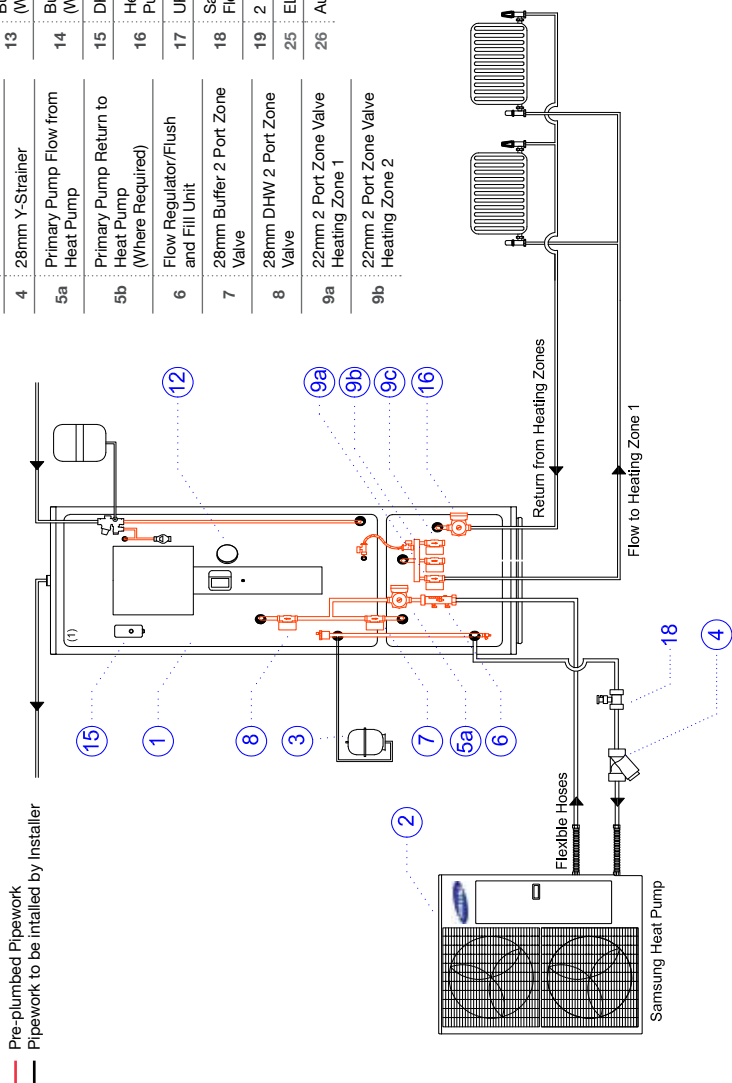 Pre-plumbed Pipework
Pipework to be intalled by Installer
4
28mm Y-Strainer
5a
Primary Pump Flow from
Heat Pump
5b
Primary Pump Return to
Heat Pump
(Where Required)
6
Flow Regulator/Flush
and Fill Unit
7
28mm Buffer 2 Port Zone
Valve
8
28mm DHW 2 Port Zone
Valve
9a
22mm 2 Port Zone Valve
Heating Zone 1
9b
22mm 2 Port Zone Valve
Heating Zone 2
13
(W
14
(W
15
16
17
18
19
2
25
26
(1)
15
1
8
3
7
5a
6
12
9a
9b
9c
16
2
18
4
Flexible Hoses
Samsung Heat Pump
Return from Heating Zones
Flow to Heating Zone 1